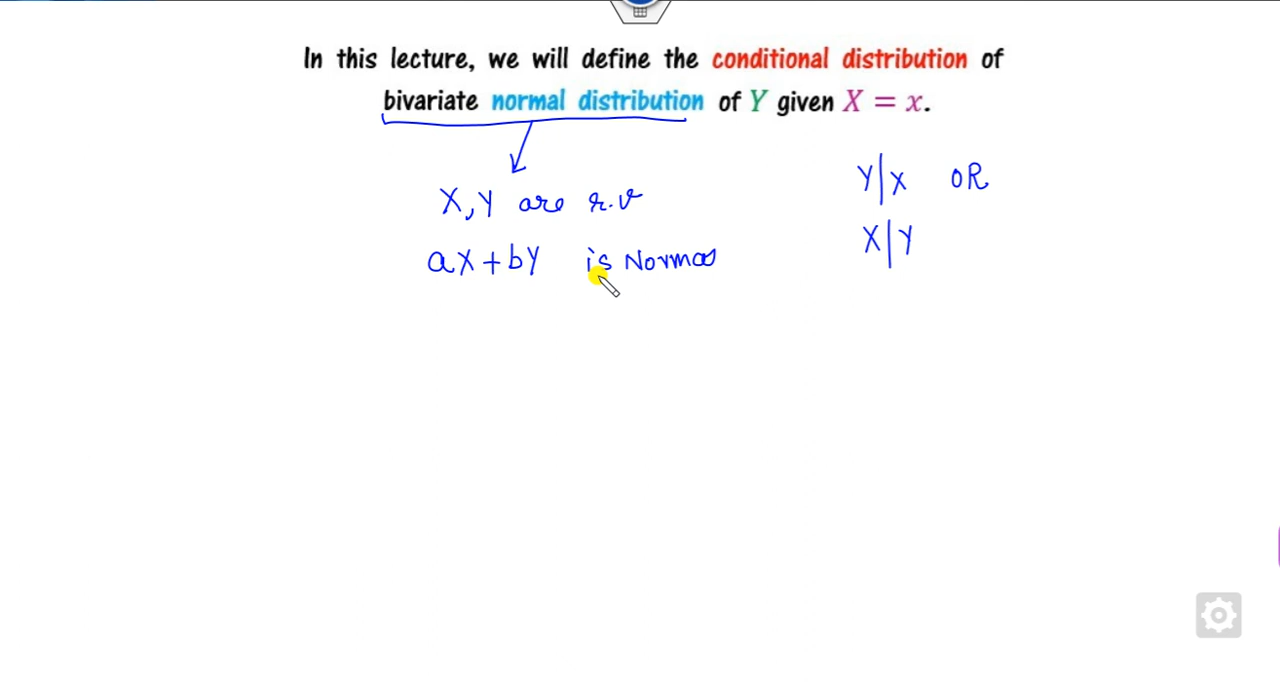 In this lecture, we will define the conditional distribution of
bivariate normal distribution of Y given X = x.
X, Y are r.v
aX + bY is Normal
Y|X OR
X|Y